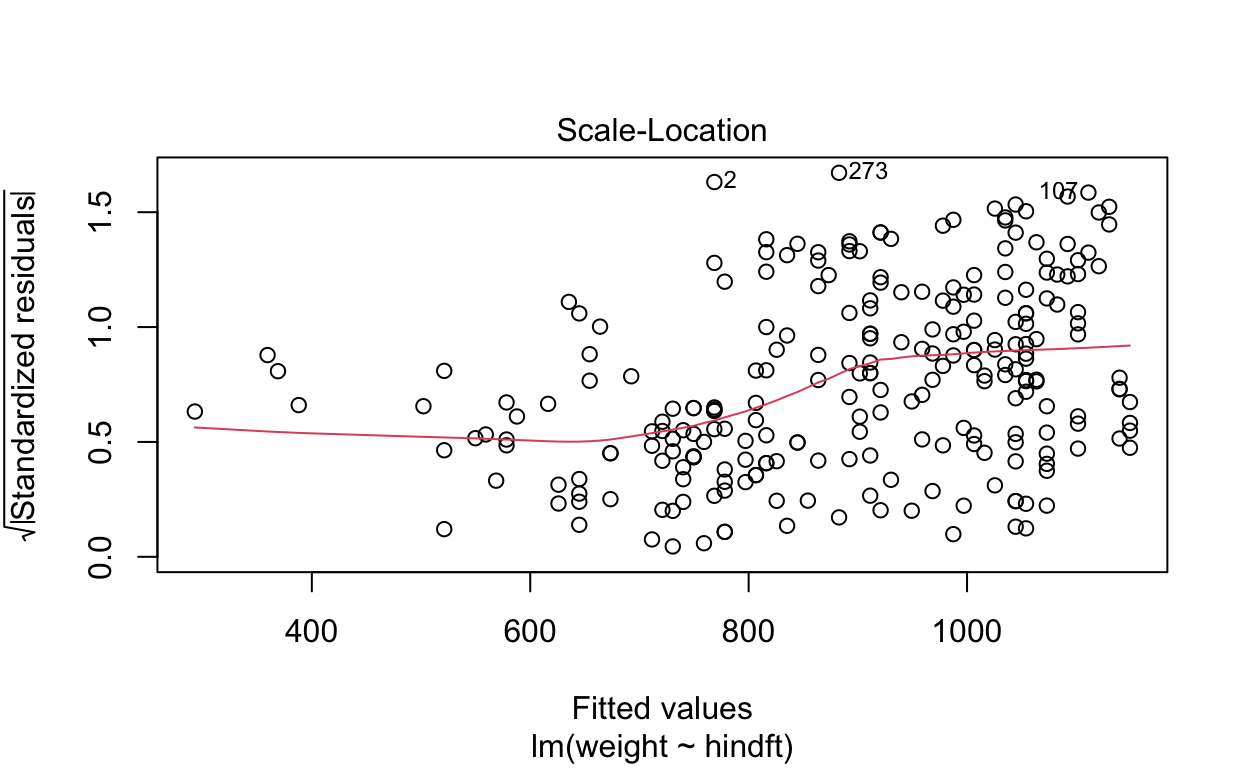 Scale-Location
√|Standardized residuals|
1.5
1.0
0.5
0.0
2
273
107
400 600 800 1000
Fitted values
lm(weight ~ hindft)